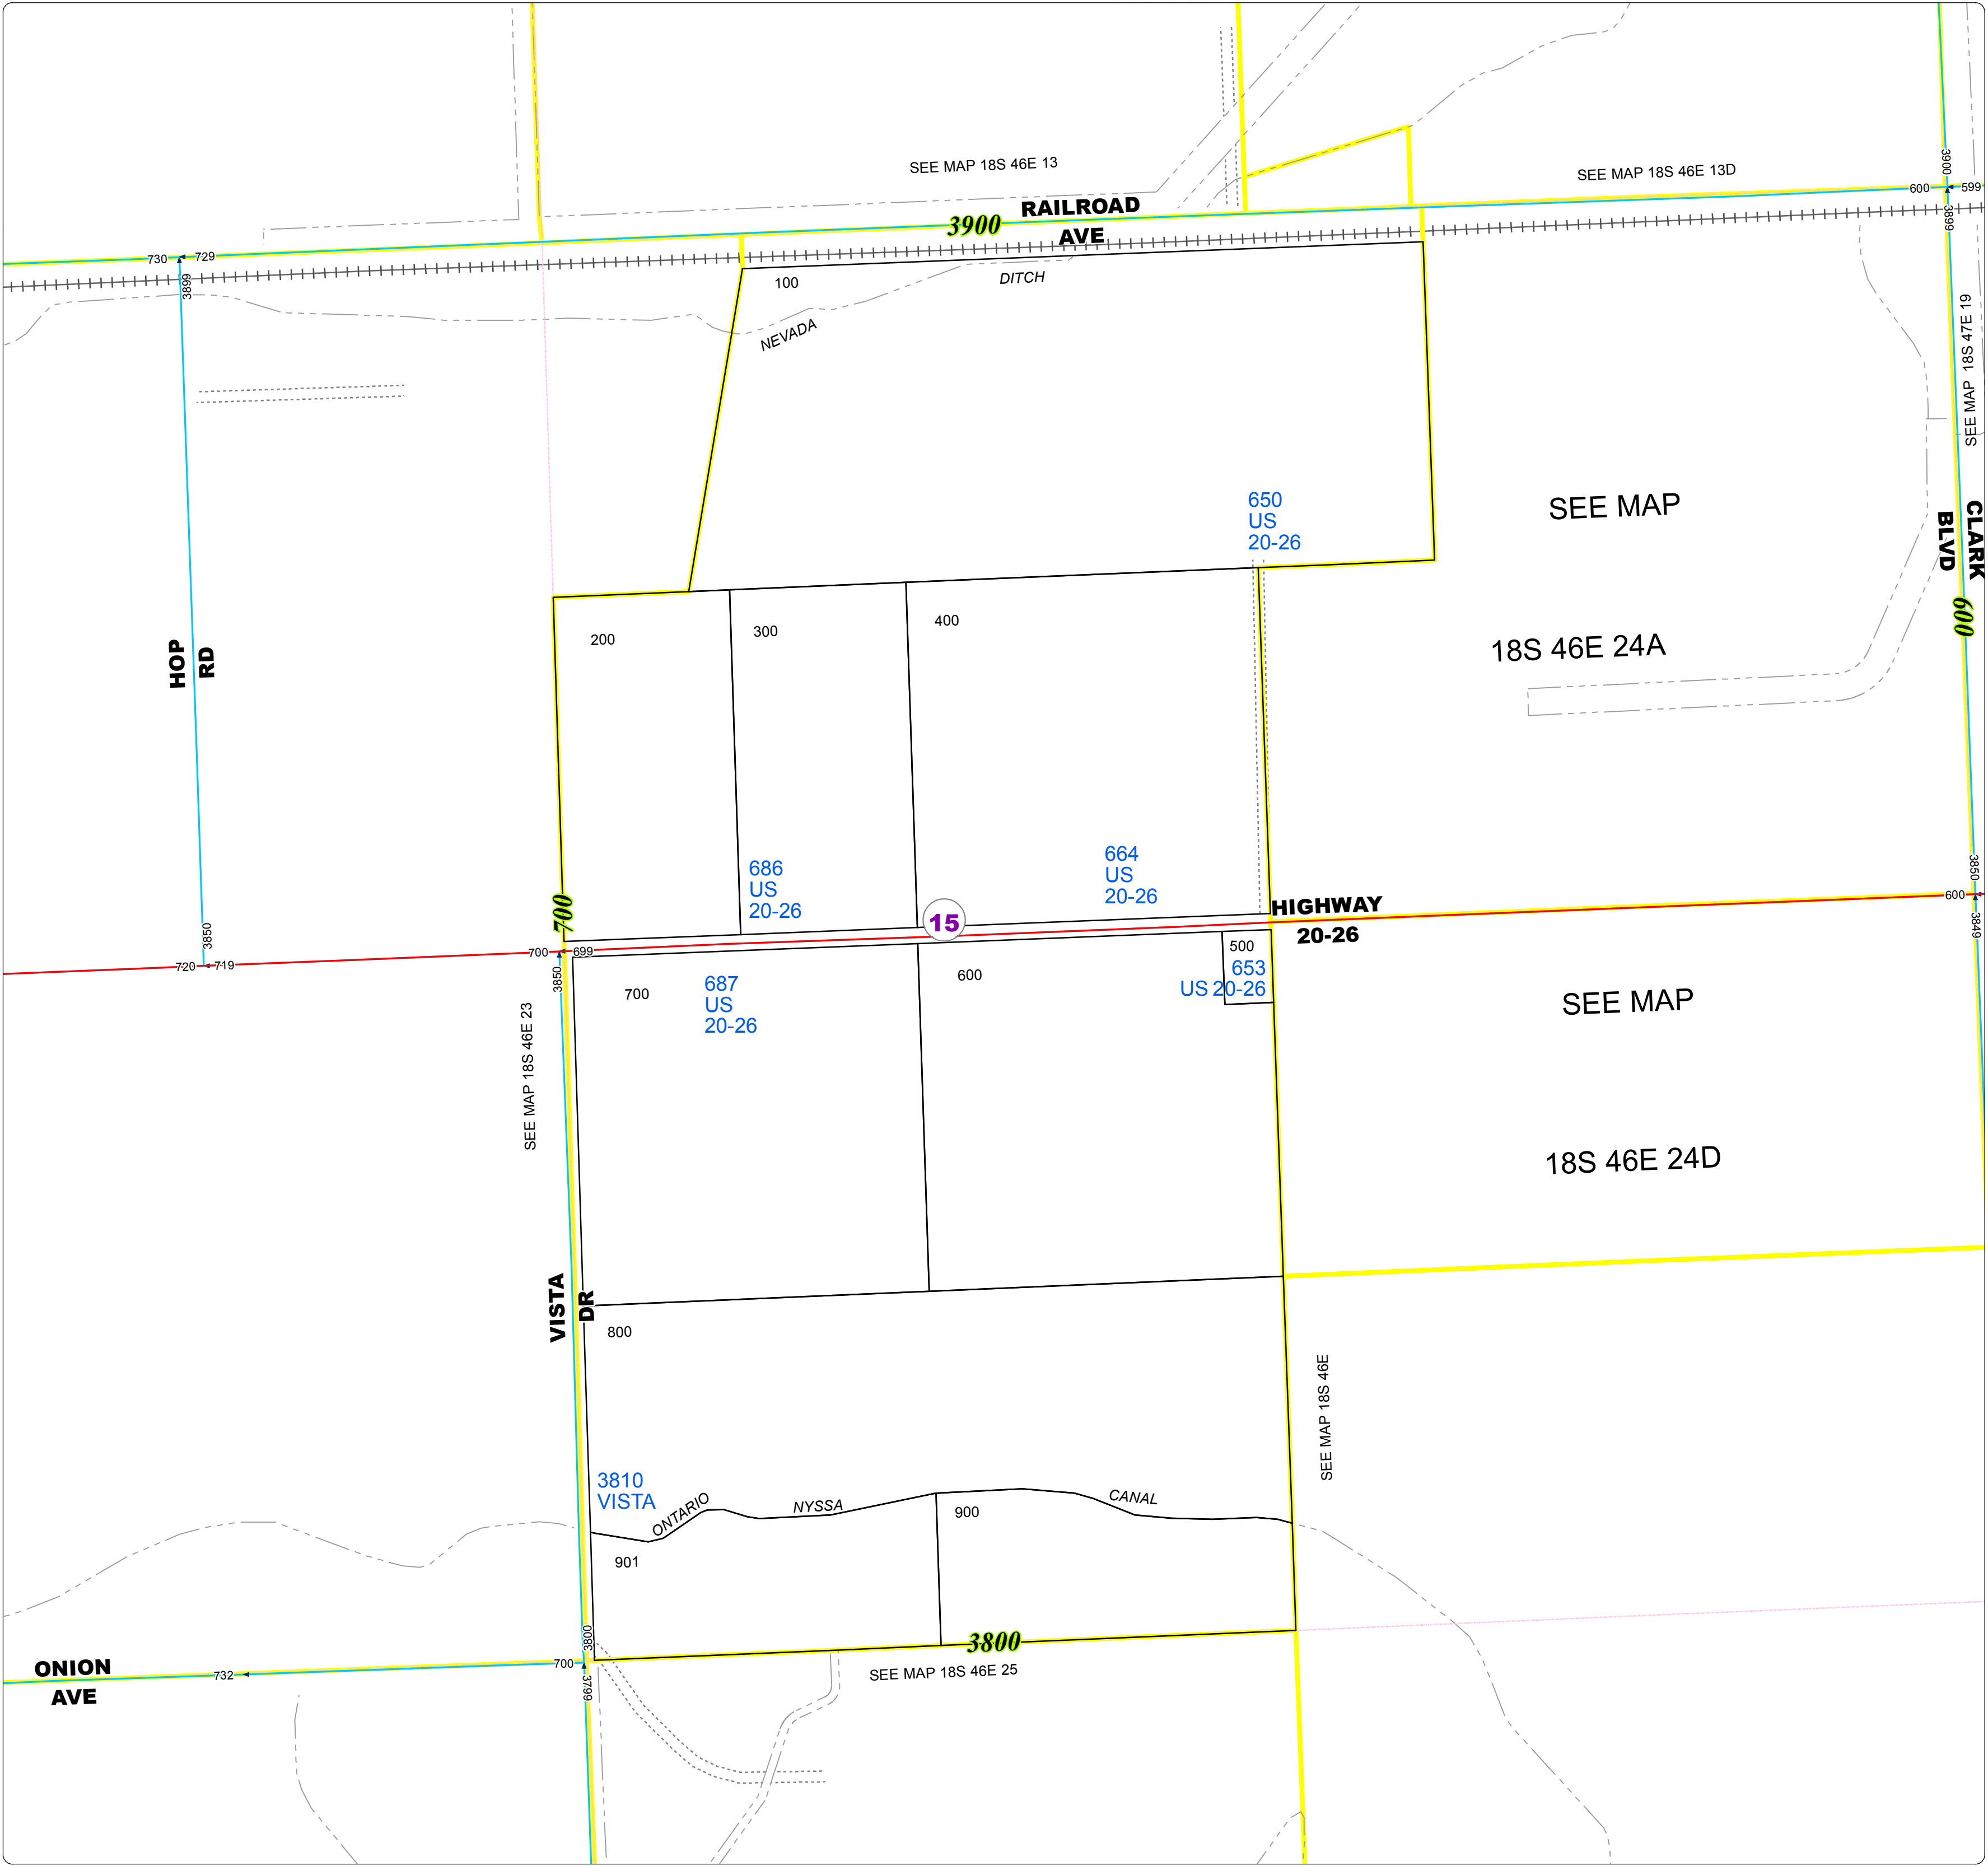 SEE MAP 18S 46E 13
SEE MAP 18S 46E 13D
3900
600
599
3899
RAILROAD
3900
AVE
730
729
3899
100
DITCH
NEVADA
SEE MAP 18S 47E 19
650
US
20-26
SEE MAP
CLARK
BLVD
600
18S 46E 24A
HOP
RD
200
300
400
686
US
20-26
664
US
20-26
700
15
HIGHWAY
20-26
3850
600
3849
3850
720
719
700
699
3850
500
653
US 20-26
700
687
US
20-26
600
SEE MAP
SEE MAP 18S 46E 23
18S 46E 24D
VISTA
DR
800
SEE MAP 18S 46E
3810
VISTA
ONTARIO
NYSSA
CANAL
900
901
3800
3800
ONION
AVE
732
700
3799
SEE MAP 18S 46E 25